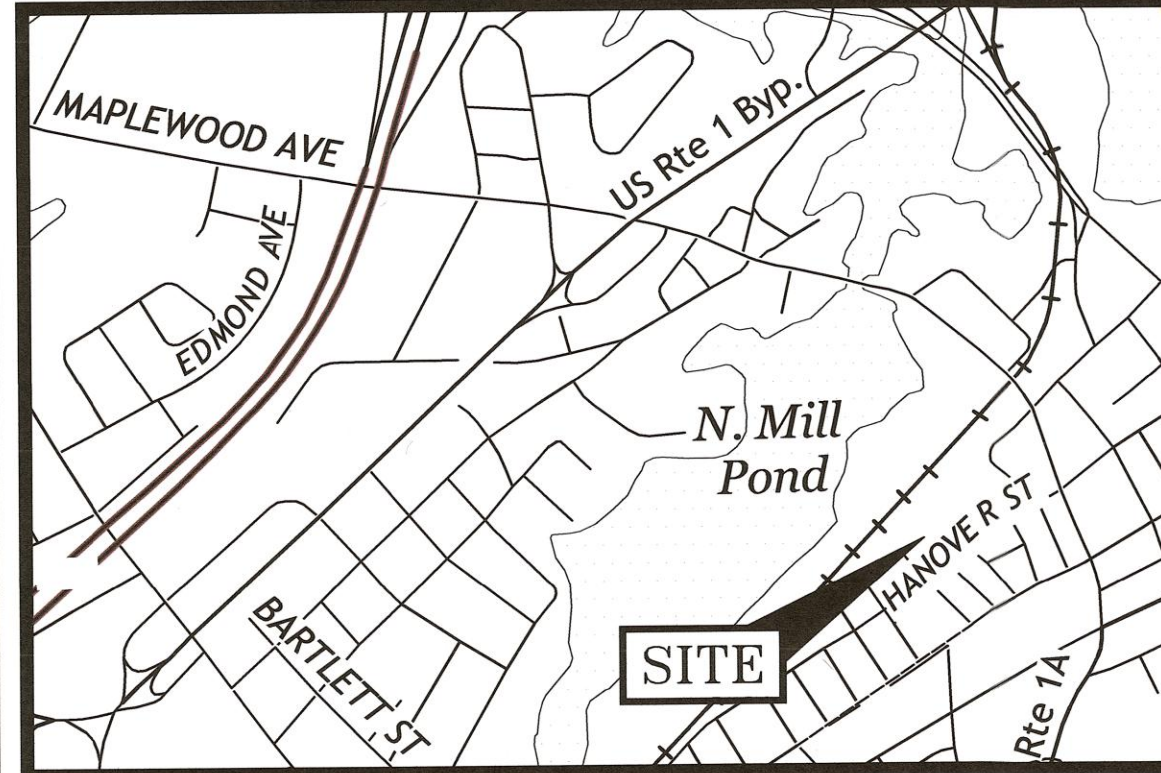 MAPLEWOOD AVE
US Rte 1 Byp.
EDMOND AVE
N. Mill
Pond
HANOVE R ST
SITE
BARTLETT ST
Rte 1A